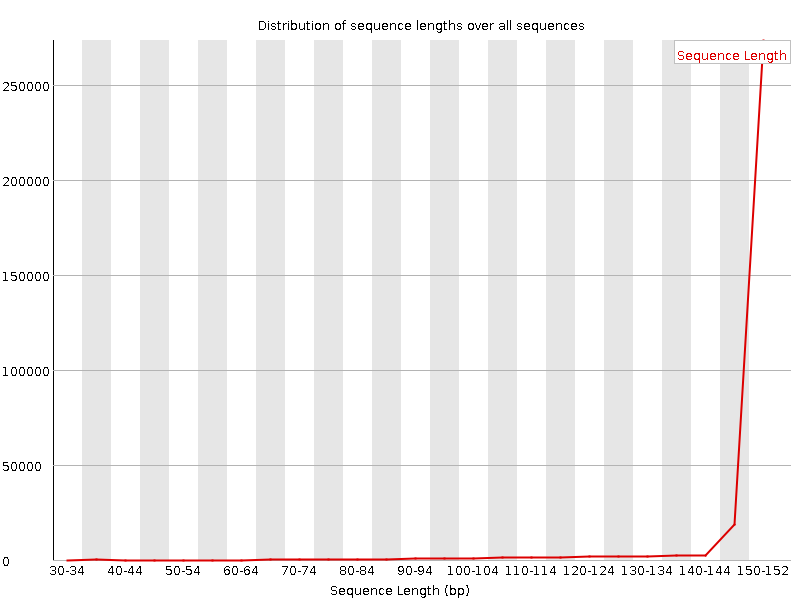 Distribution of sequence lengths over all sequences
Sequence Length
250000
200000
150000
100000
50000
0
30-34 40-44 50-54 60-64 70-74 80-84 90-94 100-104 110-114 120-124 130-134 140-144 150-152
Sequence Length (bp)